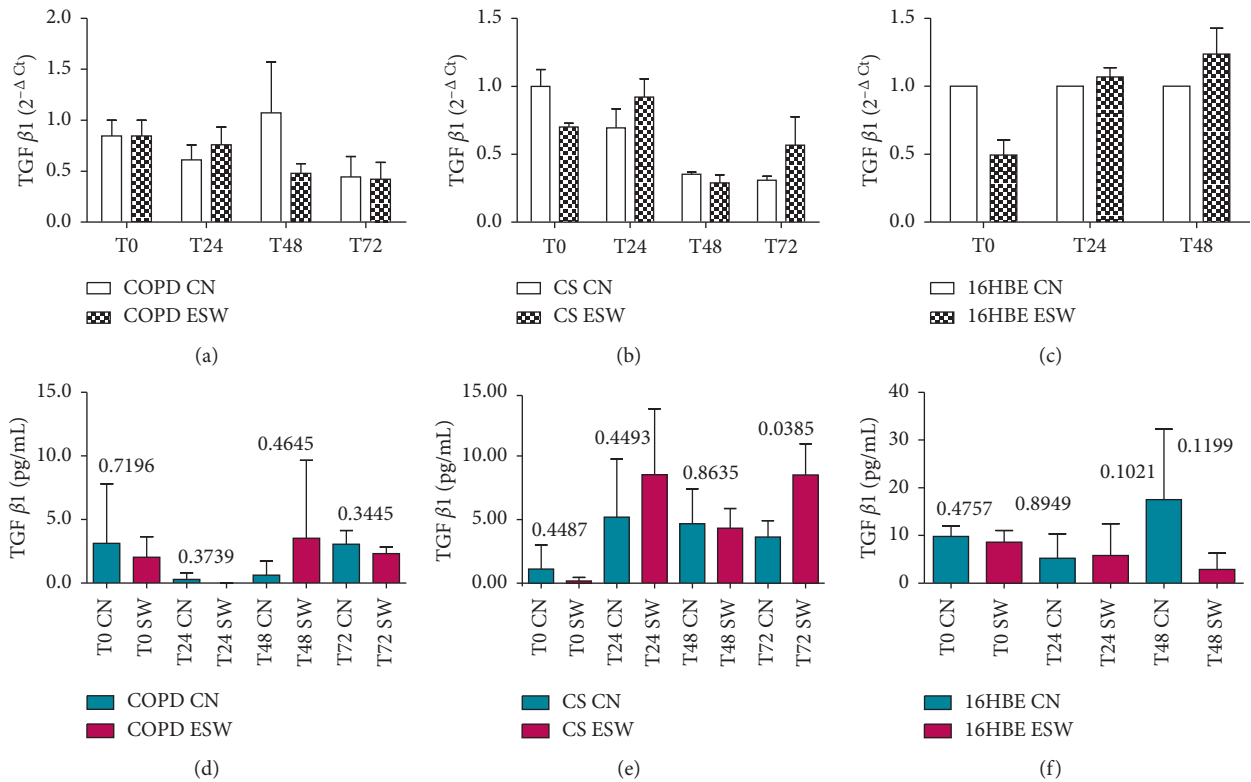 TGF β1 (2^−Δ Ct)
2.0
1.5
1.0
0.5
0.0
T0
T24
T48
T72
COPD CN
COPD ESW
(a)
TGF β1 (2^−Δ Ct)
1.5
1.0
0.5
0.0
T0
T24
T48
T72
CS CN
CS ESW
(b)
TGF β1 (2^−Δ Ct)
1.5
1.0
0.5
0.0
T0
T24
T48
16HBE CN
16HBE ESW
(c)
TGF β1 (pg/mL)
15.0
10.0
5.0
0.0
0.7196
0.3739
0.4645
0.3445
T0 CN
T0 SW
T24 CN
T24 SW
T48 CN
T48 SW
T72 CN
T72 SW
COPD CN
COPD ESW
(d)
TGF β1 (pg/mL)
15.00
10.00
5.00
0.00
0.4487
0.4493
0.8635
0.0385
T0 CN
T0 SW
T24 CN
T24 SW
T48 CN
T48 SW
T72 CN
T72 SW
CS CN
CS ESW
(e)
TGF β1 (pg/mL)
40
30
20
10
0
0.4757
0.8949
0.1021
0.1199
T0 CN
T0 SW
T24 CN
T24 SW
T48 CN
T48 SW
16HBE CN
16HBE ESW
(f)